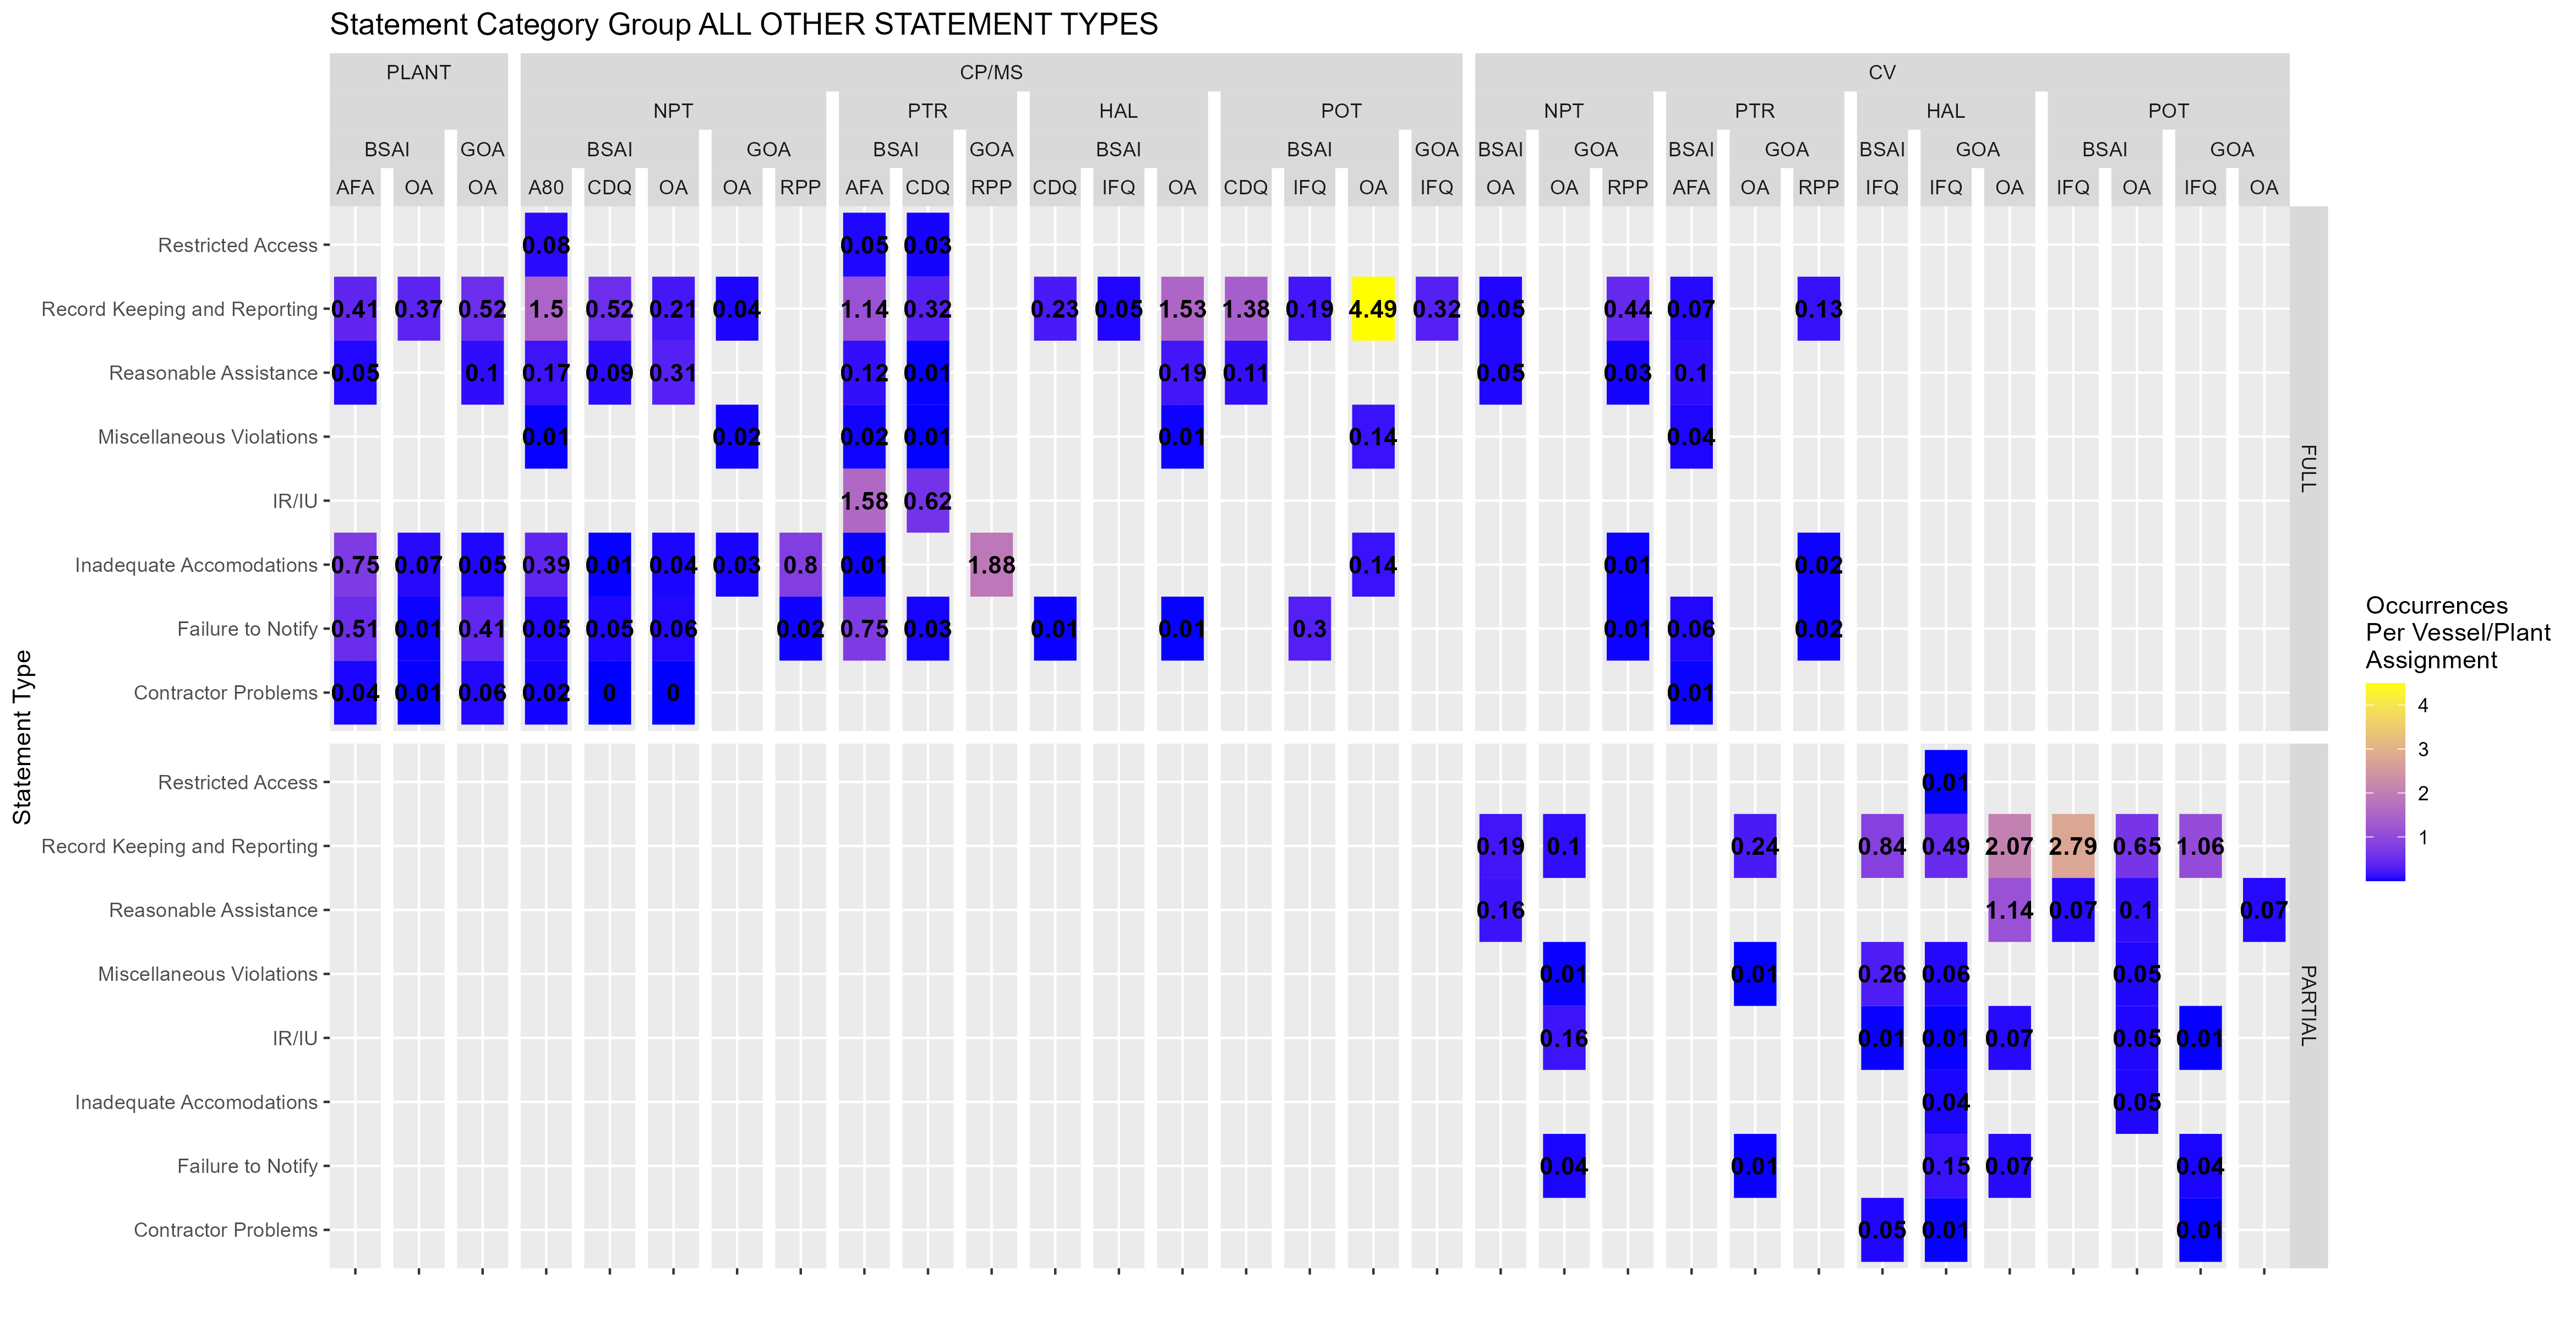 Statement Category Group ALL OTHER STATEMENT TYPES
PLANT CP/MS CV
NPT PTR HAL POT NPT PTR HAL POT
BSAI GOA BSAI GOA BSAI GOA BSAI BSAI GOA BSAI GOA BSAI GOA BSAI GOA BSAI GOA
AFA OA OA A80 CDQ OA OA RPP AFA CDQ RPP CDQ IFQ OA CDQ IFQ OA IFQ OA OA RPP AFA OA RPP IFQ IFQ OA IFQ OA IFQ OA
Restricted Access 0.08 0.05 0.03
Record Keeping and Reporting 0.41 0.37 0.52 1.5 0.52 0.21 0.04 1.14 0.32 0.23 0.05 1.53 1.38 0.19 4.49 0.32 0.05 0.44 0.07 0.13
Reasonable Assistance 0.05 0.1 0.17 0.09 0.31 0.12 0.01 0.19 0.11 0.05 0.03 0.1
Miscellaneous Violations 0.01 0.02 0.02 0.01 0.01 0.14 0.04
FULL
IR/IU 1.58 0.62
Inadequate Accomodations 0.75 0.07 0.05 0.39 0.01 0.04 0.03 0.8 0.01 1.88 0.14 0.01 0.02
Failure to Notify 0.51 0.01 0.41 0.05 0.05 0.06 0.02 0.75 0.03 0.01 0.01 0.3 0.01 0.06 0.02
Contractor Problems 0.04 0.01 0.06 0.02 0 0 0.01
Restricted Access 0.01
Record Keeping and Reporting 0.19 0.1 0.24 0.84 0.49 2.07 2.79 0.65 1.06
Reasonable Assistance 0.16 1.14 0.07 0.1 0.07
Miscellaneous Violations 0.01 0.01 0.26 0.06 0.05
PARTIAL
IR/IU 0.16 0.01 0.01 0.07 0.05 0.01
Inadequate Accomodations 0.04 0.05
Failure to Notify 0.04 0.01 0.15 0.07 0.04
Contractor Problems 0.05 0.01 0.01
Statement Type
Occurrences
Per Vessel/Plant
Assignment
4
3
2
1